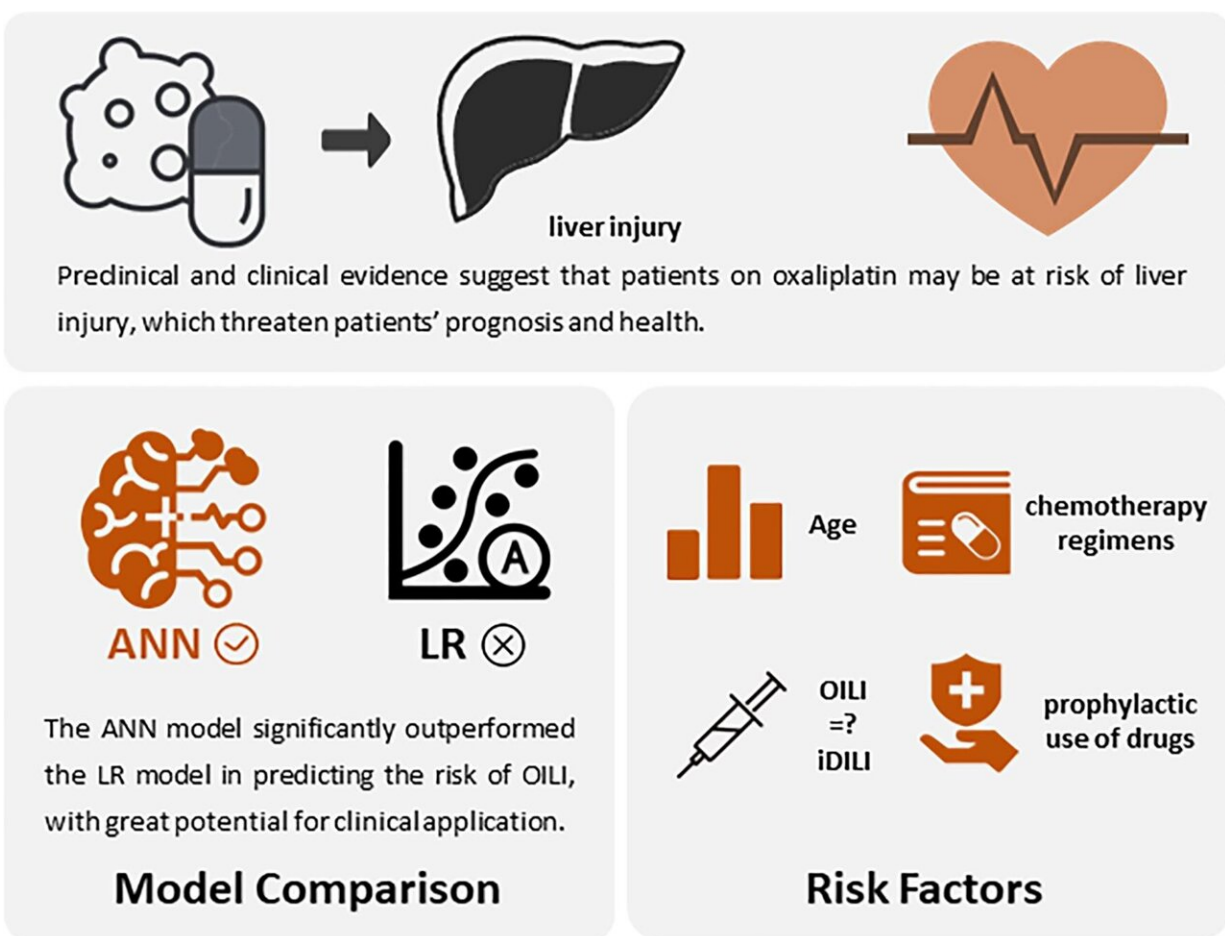 liver injury
Predinical and clinical evidence suggest that patients on oxaliplatin may be at risk of liver
injury, which threaten patients’ prognosis and health.
ANN
LR
A
The ANN model significantly outperformed
the LR model in predicting the risk of OILI,
with great potential for clinical application.
Model Comparison
Age
chemotherapy
regimens
OILI
=?
iDILI
prophylactic
use of drugs
Risk Factors